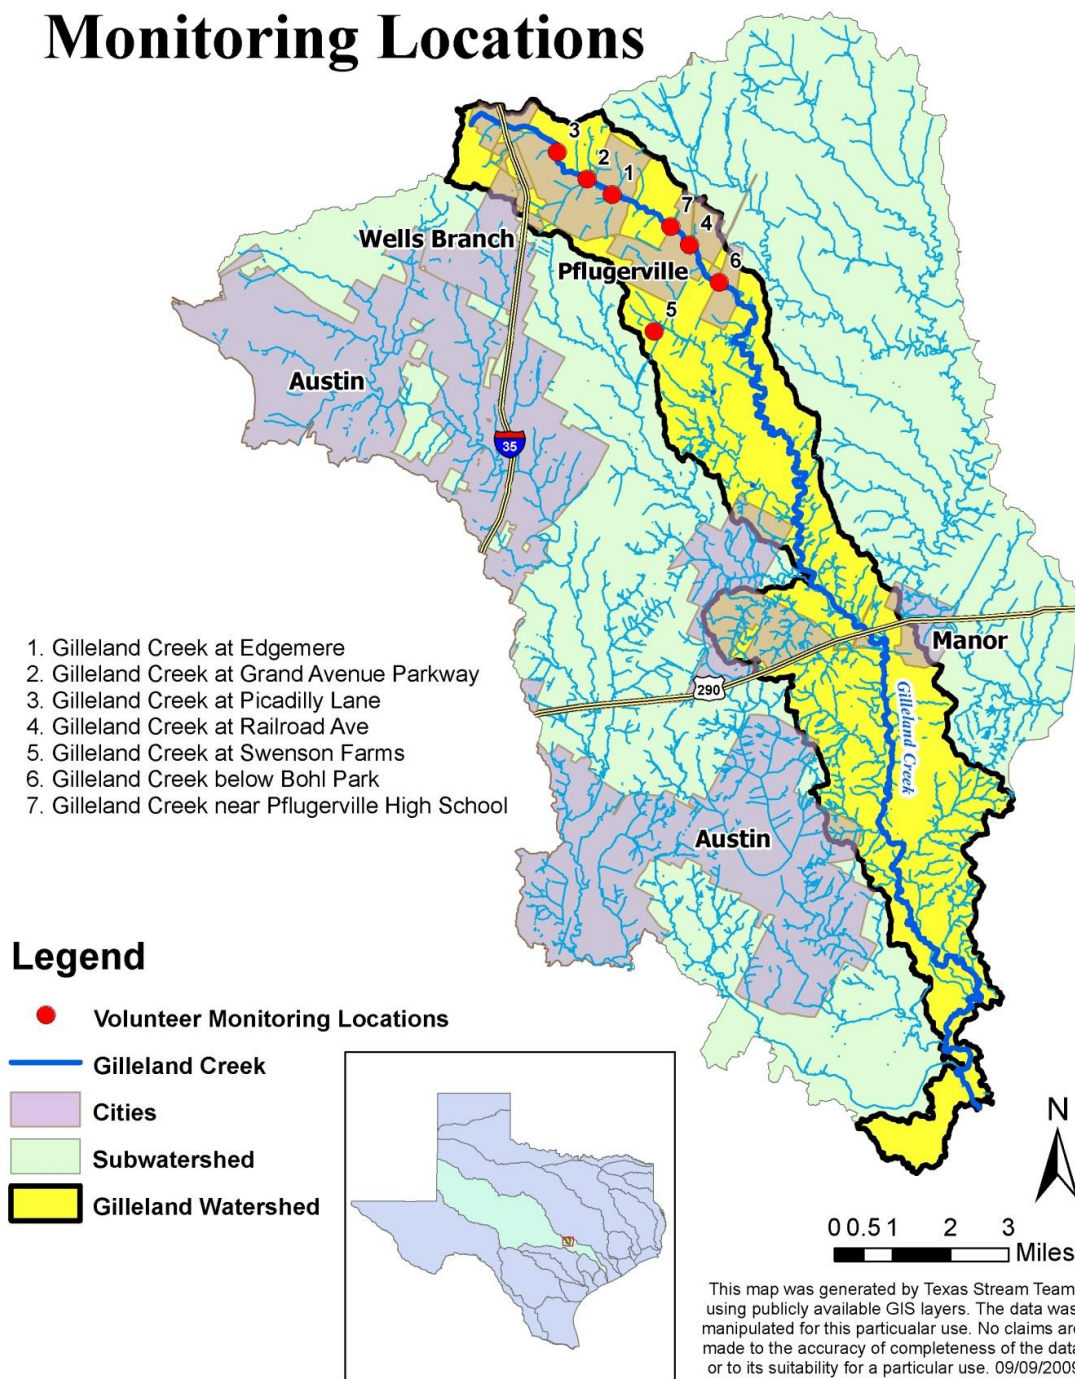 Monitoring Locations
3
2
1
7
4
6
5
Wells Branch
Pflugerville
Austin
35
1. Gilleland Creek at Edgemere
2. Gilleland Creek at Grand Avenue Parkway
3. Gilleland Creek at Picadilly Lane
4. Gilleland Creek at Railroad Ave
5. Gilleland Creek at Swenson Farms
6. Gilleland Creek below Bohl Park
7. Gilleland Creek near Pflugerville High School
Manor
290
Gilleland Creek
Austin
Legend
Volunteer Monitoring Locations
Gilleland Creek
Cities
Subwatershed
Gilleland Watershed
N
0 0.5 1 2 3
Miles
This map was generated by Texas Stream Team
using publicly available GIS layers. The data was
manipulated for this particualar use. No claims are
made to the accuracy of completeness of the data
or to its suitability for a particular use. 09/09/2009